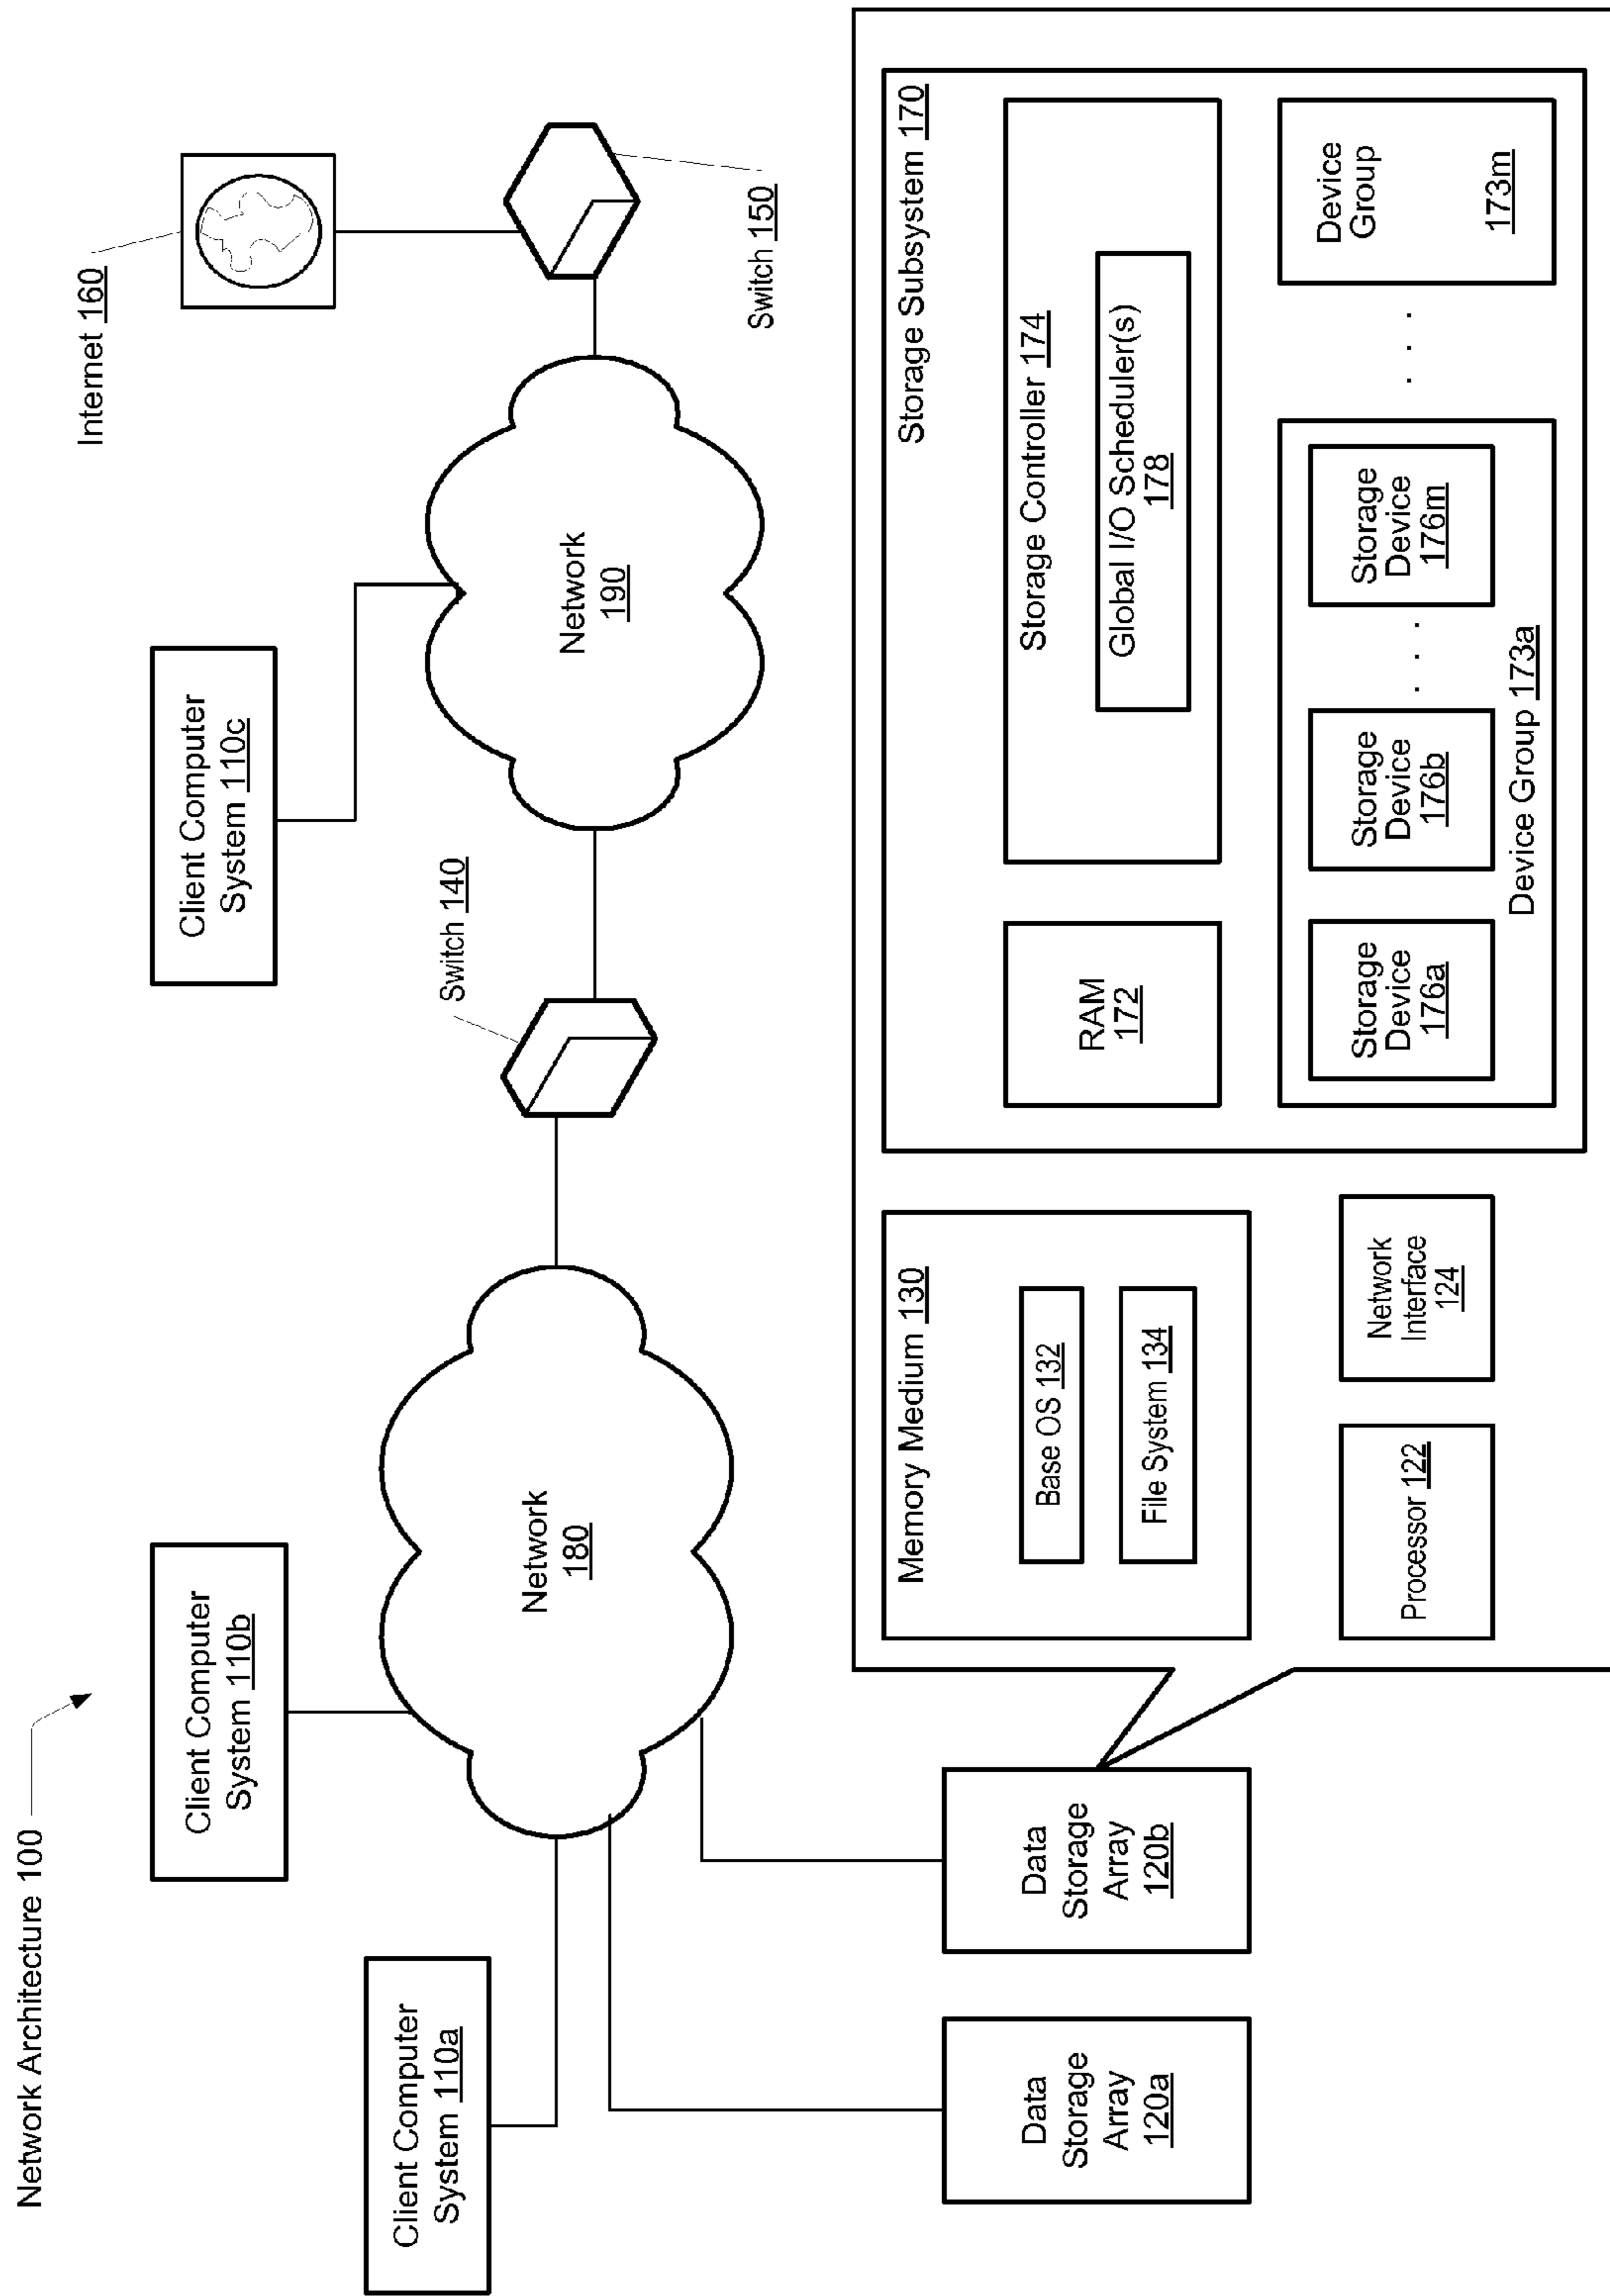 Network Architecture 100
Client Computer
System 110a
Client Computer
System 110b
Client Computer
System 110c
Internet 160
Switch 140
Switch 150
Network
180
Network
190
Data
Storage
Array
120a
Data
Storage
Array
120b
Memory Medium 130
Base OS 132
File System 134
Processor 122
Network
Interface
124
Storage Subsystem 170
RAM
172
Storage Controller 174
Global I/O Scheduler(s)
178
Storage
Device
176a
Storage
Device
176b
. . .
Storage
Device
176m
Device Group 173a
. . .
Device
Group
173m